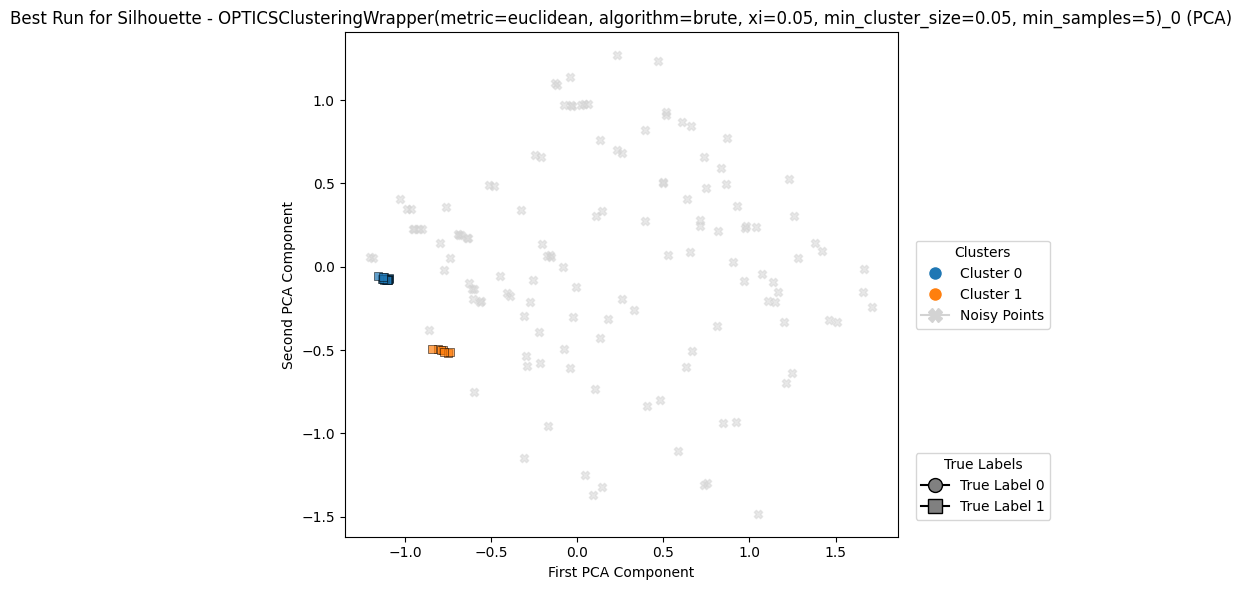 Best Run for Silhouette - OPTICSClusteringWrapper(metric=euclidean, algorithm=brute, xi=0.05, min_cluster_size=0.05, min_samples=5)_0 (PCA)
1.0
0.5
0.0
−0.5
−1.0
−1.5
Second PCA Component
−1.0
−0.5
0.0
0.5
1.0
1.5
First PCA Component
Clusters
Cluster 0
Cluster 1
Noisy Points
True Labels
True Label 0
True Label 1